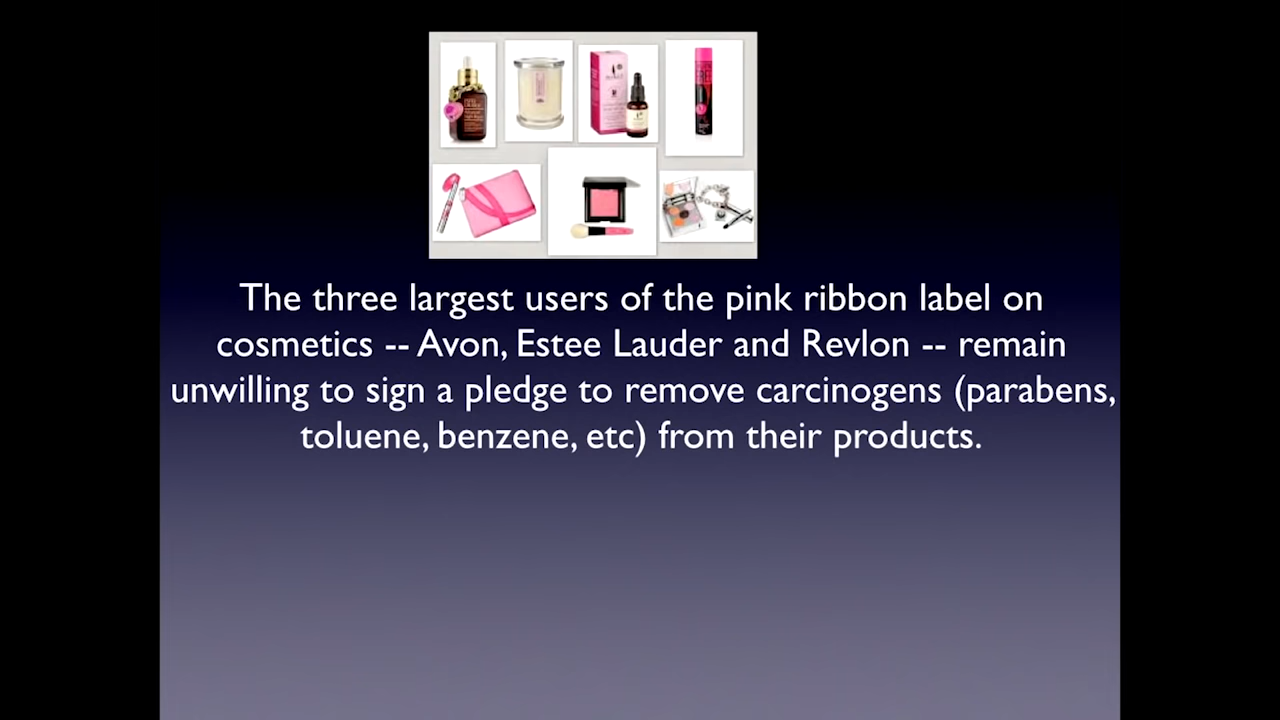 The three largest users of the pink ribbon label on
cosmetics -- Avon, Estee Lauder and Revlon -- remain
unwilling to sign a pledge to remove carcinogens (parabens,
toluene, benzene, etc) from their products.